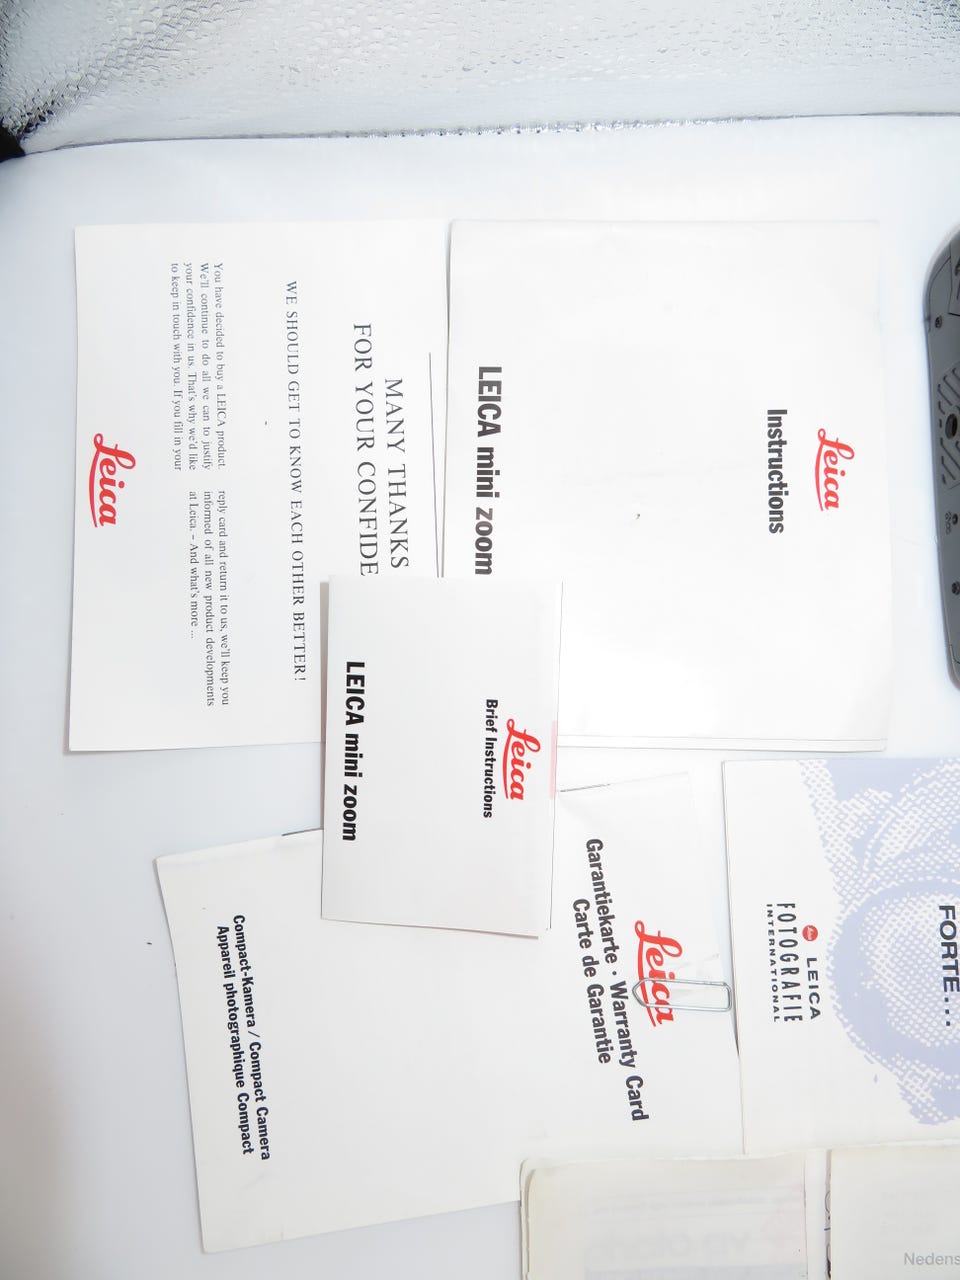 Leica
Instructions
LEICA mini zoom
MANY THANKS
FOR YOUR CONFIDE
WE SHOULD GET TO KNOW EACH OTHER BETTER!
You have decided to buy a LEICA product.
We'll continue to do all we can to justify
your confidence in us. That's why we'd like
to keep in touch with you. If you fill in your
reply card and return it to us, we'll keep you
informed of all new product developments
at Leica. – And what's more ...
Leica
Leica
Brief Instructions
LEICA mini zoom
Leica
Garantiekarte · Warranty Card
Carte de Garantie
Compact-Kamera / Compact Camera
Appareil photographique Compact
FORTE...
LEICA
FOTOGRAFIE
INTERNATIONAL
Nedens